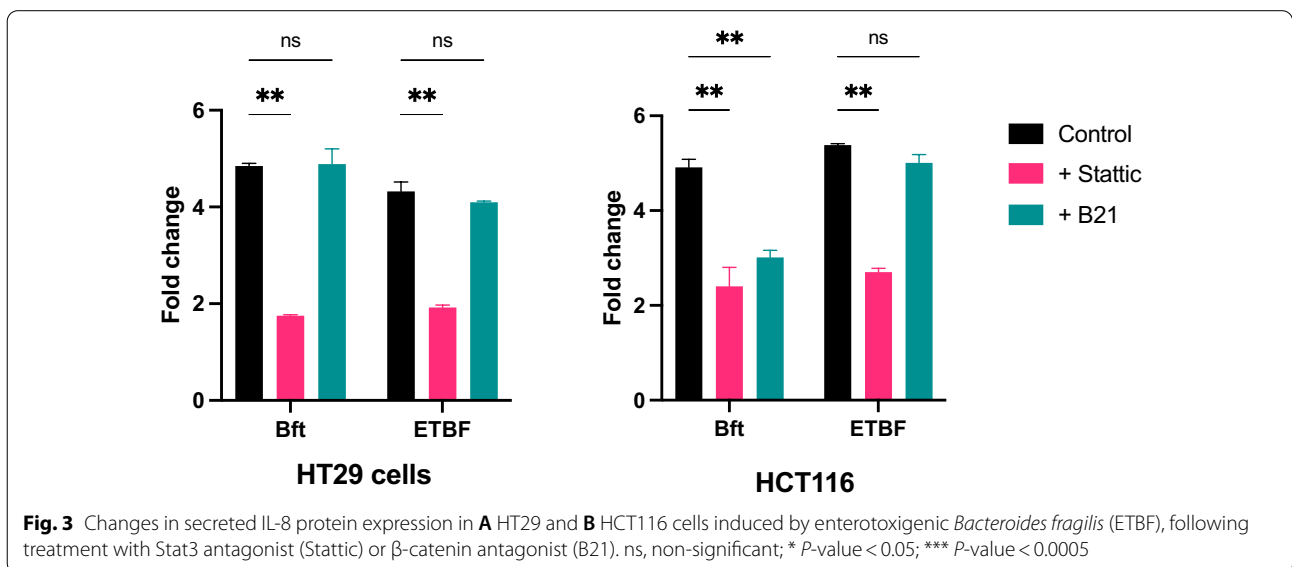 ns
ns
**
**
6
4
2
0
Fold change
Bft
ETBF
HT29 cells
**
ns
**
**
6
4
2
0
Fold change
Bft
ETBF
HCT116
Control
+ Stattic
+ B21
Fig. 3 Changes in secreted IL-8 protein expression in A HT29 and B HCT116 cells induced by enterotoxigenic Bacteroides fragilis (ETBF), following
treatment with Stat3 antagonist (Stattic) or β-catenin antagonist (B21). ns, non-significant; * P-value < 0.05; *** P-value < 0.0005